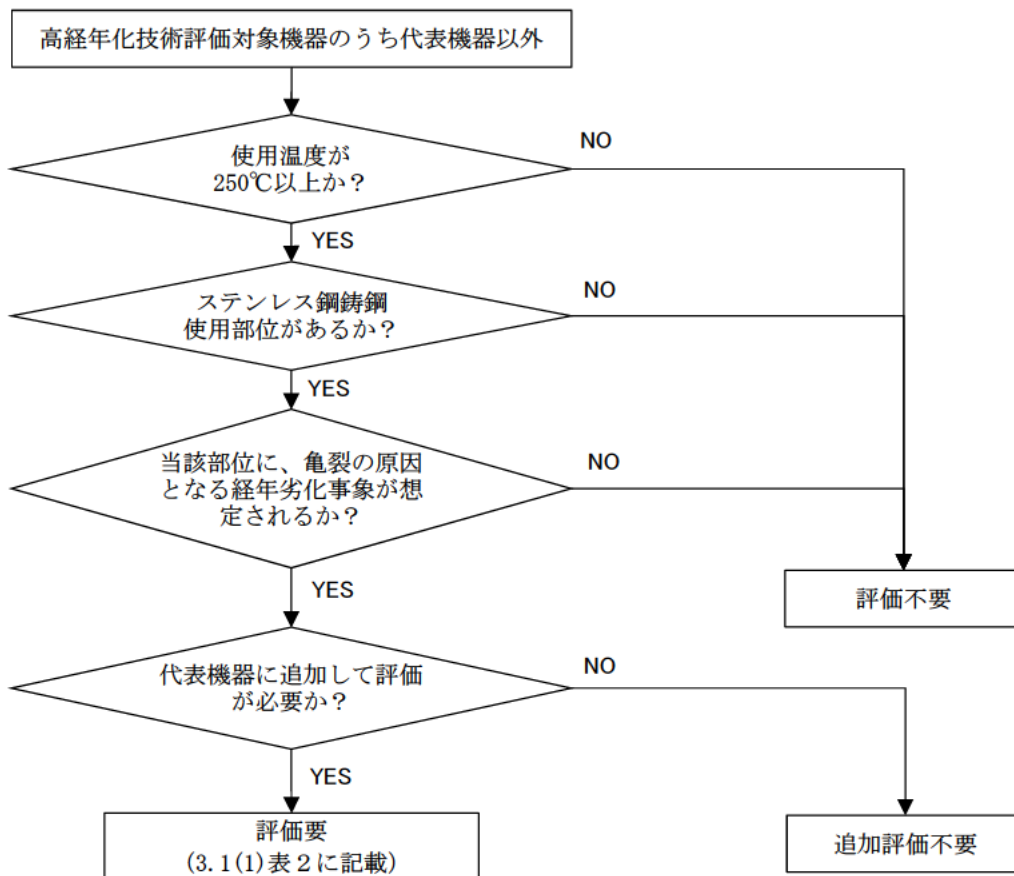 高経年化技術評価対象機器のうち代表機器以外
使用温度が
250℃以上か？
NO
YES
ステンレス鋼鋳鋼
使用部位があるか？
NO
YES
当該部位に、亀裂の原因
となる経年劣化事象が想
定されるか？
NO
YES
評価不要
代表機器に追加して評価
が必要か？
NO
YES
評価要
(3.1(1)表２に記載)
追加評価不要